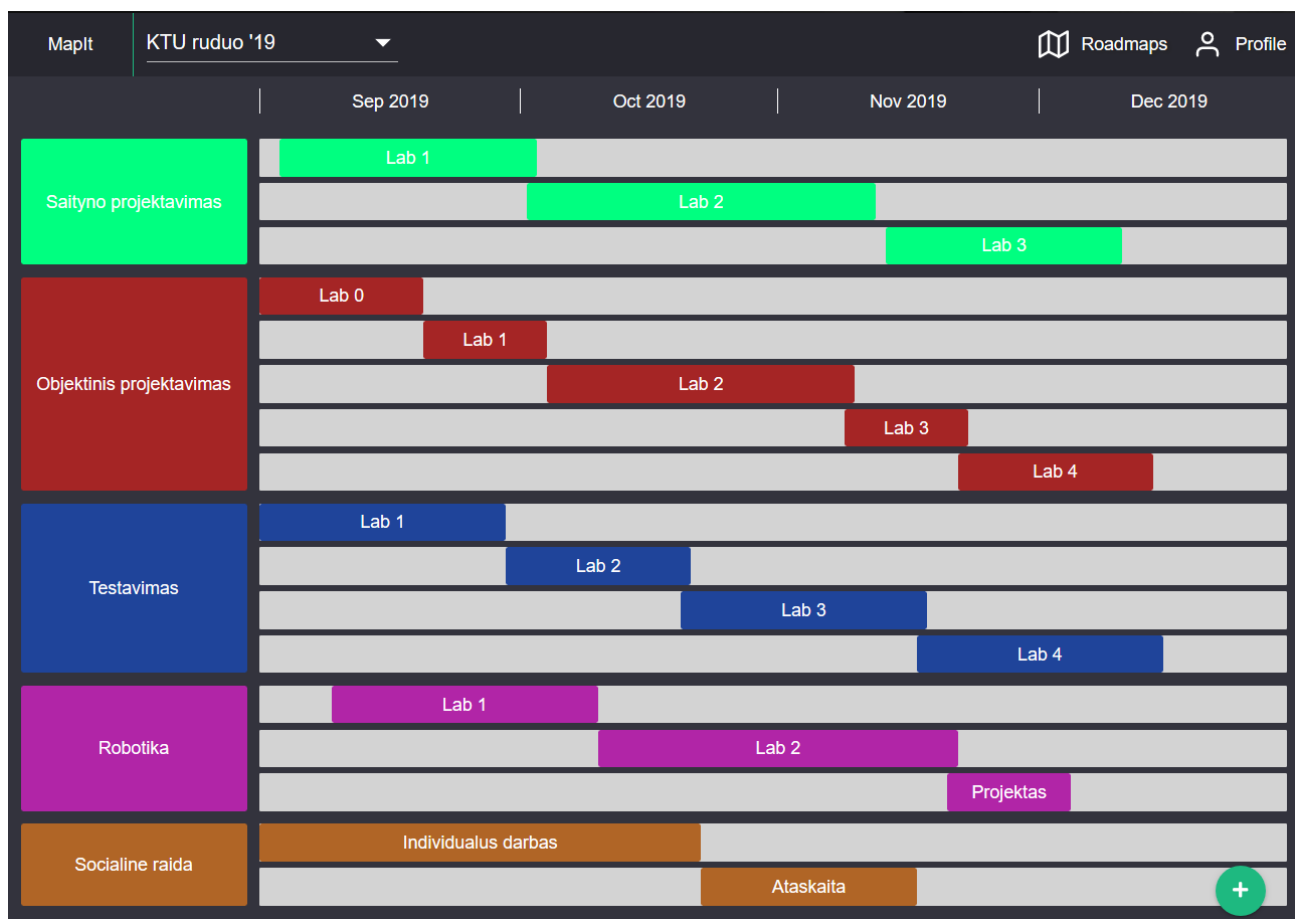 MapIt KTU ruduo '19 Roadmaps Profile
Sep 2019 Oct 2019 Nov 2019 Dec 2019
Saityno projektavimas
Lab 1
Lab 2
Lab 3
Objektinis projektavimas
Lab 0
Lab 1
Lab 2
Lab 3
Lab 4
Testavimas
Lab 1
Lab 2
Lab 3
Lab 4
Robotika
Lab 1
Lab 2
Projektas
Socialine raida
Individualus darbas
Ataskaita
+